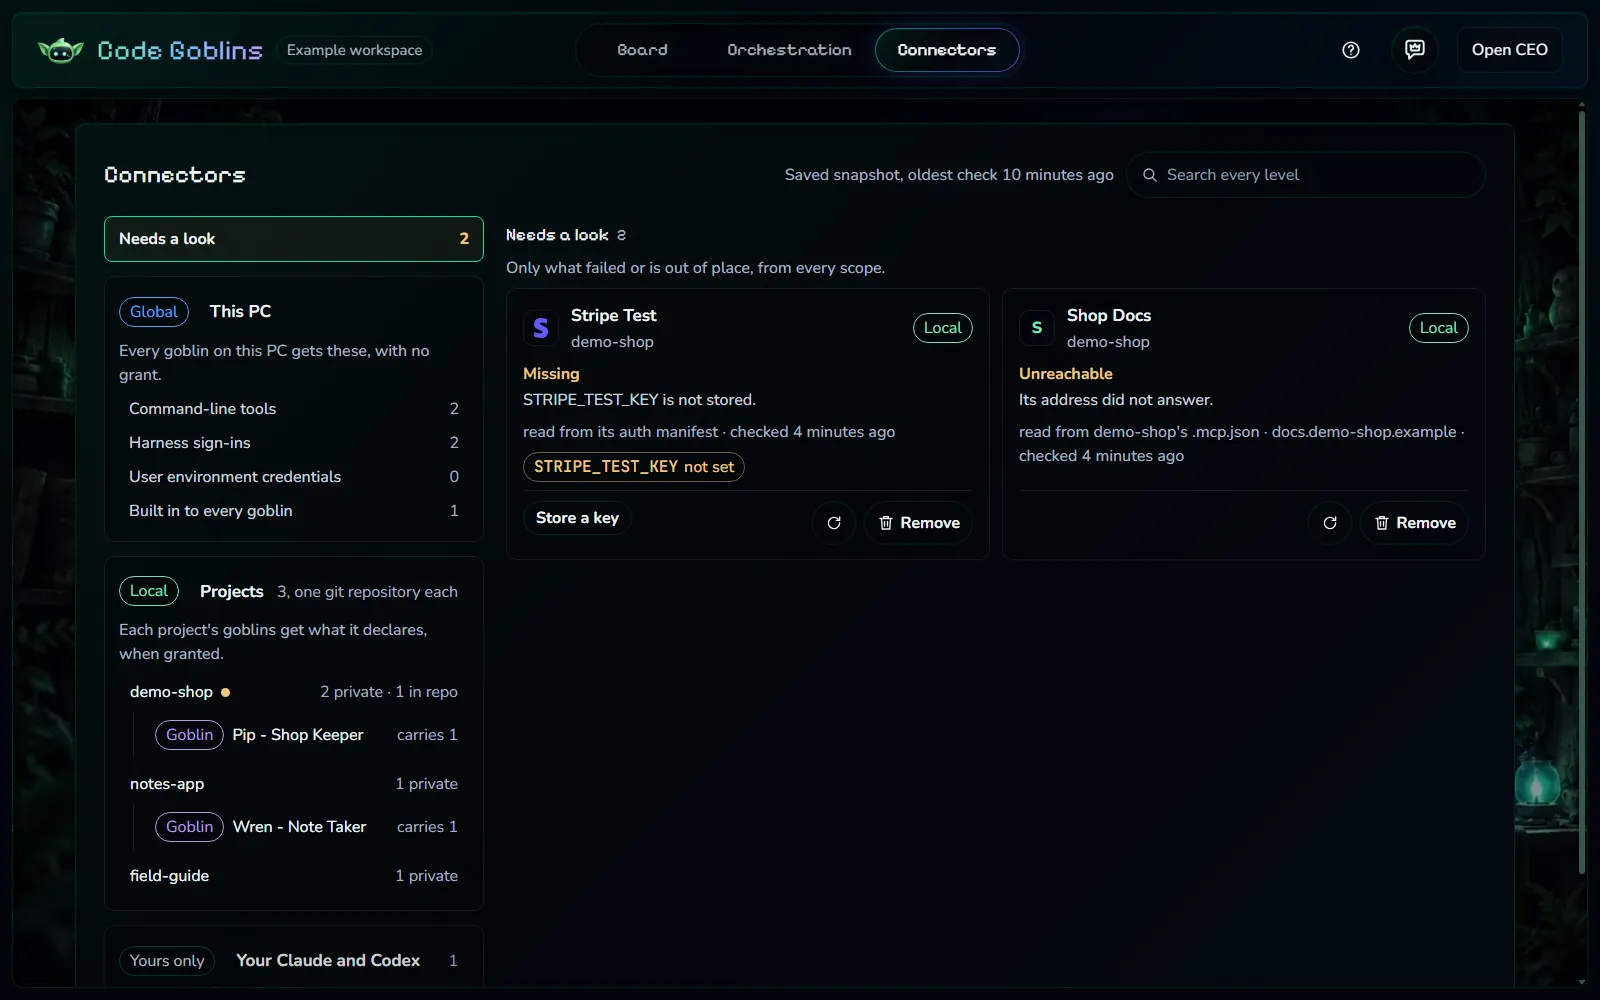 Code Goblins
Example workspace
Board
Orchestration
Connectors
Open CEO
Connectors
Saved snapshot, oldest check 10 minutes ago
Search every level
Needs a look 2
Global This PC
Every goblin on this PC gets these, with no
grant.
Command-line tools 2
Harness sign-ins 2
User environment credentials 0
Built in to every goblin 1
Local Projects 3, one git repository each
Each project's goblins get what it declares,
when granted.
demo-shop 2 private · 1 in repo
Goblin Pip - Shop Keeper carries 1
notes-app 1 private
Goblin Wren - Note Taker carries 1
field-guide 1 private
Yours only Your Claude and Codex 1
Needs a look 2
Only what failed or is out of place, from every scope.
S
Stripe Test
demo-shop
Local
Missing
STRIPE_TEST_KEY is not stored.
read from its auth manifest · checked 4 minutes ago
STRIPE_TEST_KEY not set
Store a key
Remove
S
Shop Docs
demo-shop
Local
Unreachable
Its address did not answer.
read from demo-shop's .mcp.json · docs.demo-shop.example ·
checked 4 minutes ago
Remove